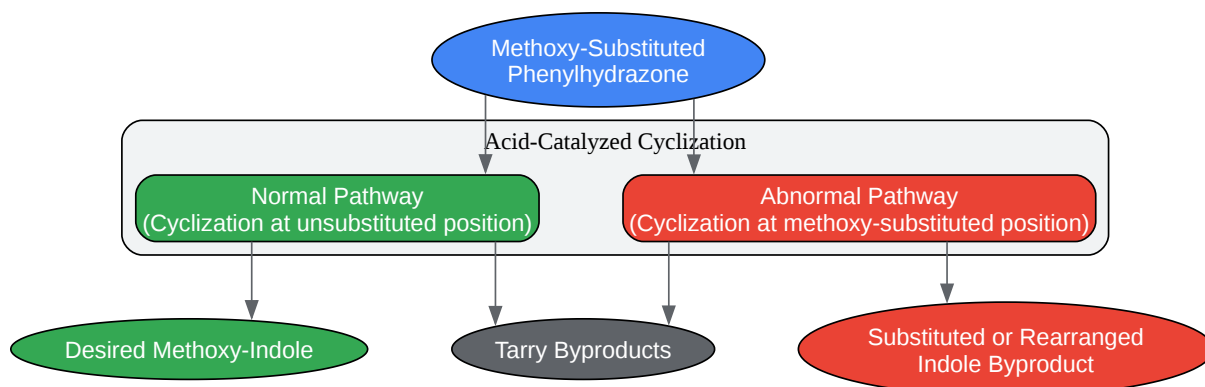 Methoxy-Substituted
Phenylhydrazone
Acid-Catalyzed Cyclization
Normal Pathway
(Cyclization at unsubstituted position)
Abnormal Pathway
(Cyclization at methoxy-substituted position)
Desired Methoxy-Indole
Tarry Byproducts
Substituted or Rearranged
Indole Byproduct